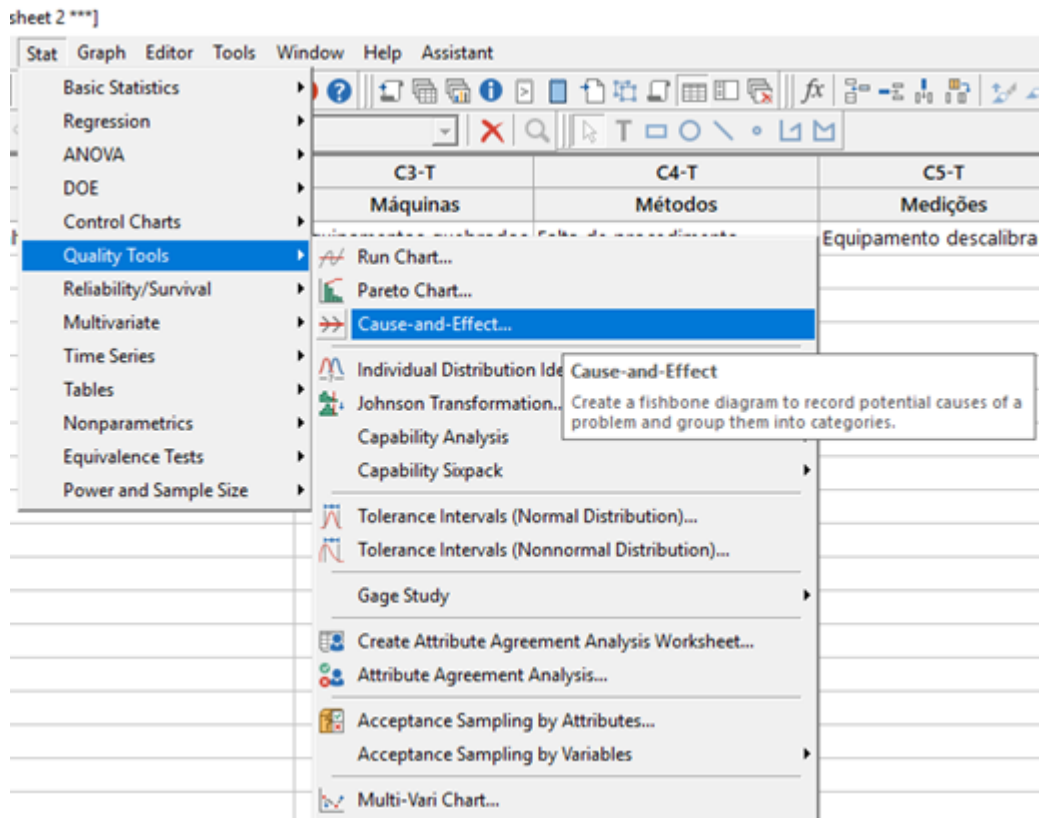 sheet 2 ***]
Stat Graph Editor Tools Window Help Assistant
Basic Statistics
Regression
ANOVA
DOE
Control Charts
Quality Tools
Reliability/Survival
Multivariate
Time Series
Tables
Nonparametrics
Equivalence Tests
Power and Sample Size
fx
T
C3-T C4-T C5-T
Máquinas Métodos Medições
Equipamento descalibra
Run Chart...
Pareto Chart...
Cause-and-Effect...
Individual Distribution Ide
Johnson Transformation..
Capability Analysis
Capability Sixpack
Tolerance Intervals (Normal Distribution)...
Tolerance Intervals (Nonnormal Distribution)...
Gage Study
Create Attribute Agreement Analysis Worksheet...
Attribute Agreement Analysis...
Acceptance Sampling by Attributes...
Acceptance Sampling by Variables
Multi-Vari Chart...
Cause-and-Effect
Create a fishbone diagram to record potential causes of a
problem and group them into categories.